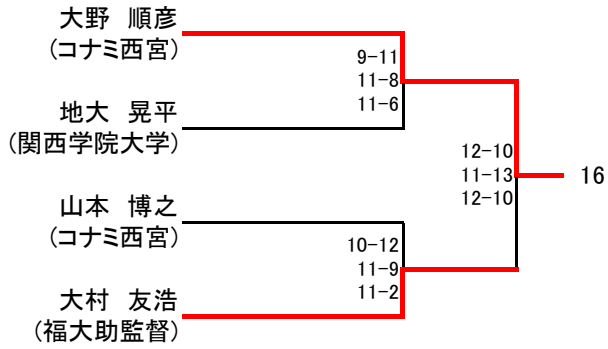 大野　順彦
(コナミ西宮)
9-11
11-8
11-6
地大　晃平
(関西学院大学)
12-10
11-13
12-10
16
山本　博之
(コナミ西宮)
10-12
11-9
11-2
大村　友浩
(福大助監督)